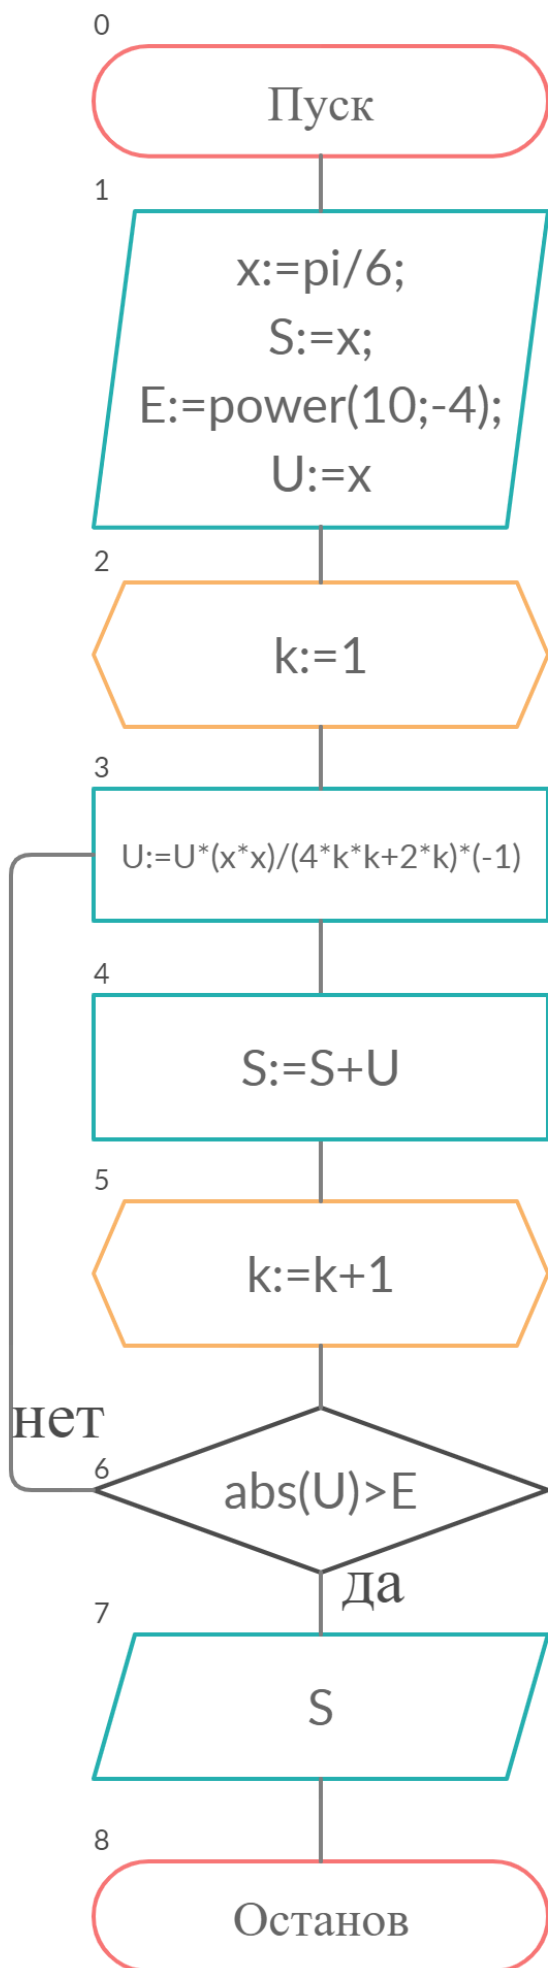 0
Пуск
1
x:=pi/6;
S:=x;
E:=power(10;-4);
U:=x
2
k:=1
3
U:=U*(x*x)/(4*k*k+2*k)*(-1)
4
S:=S+U
5
k:=k+1
нет
6
abs(U)>E
да
7
S
8
Останов